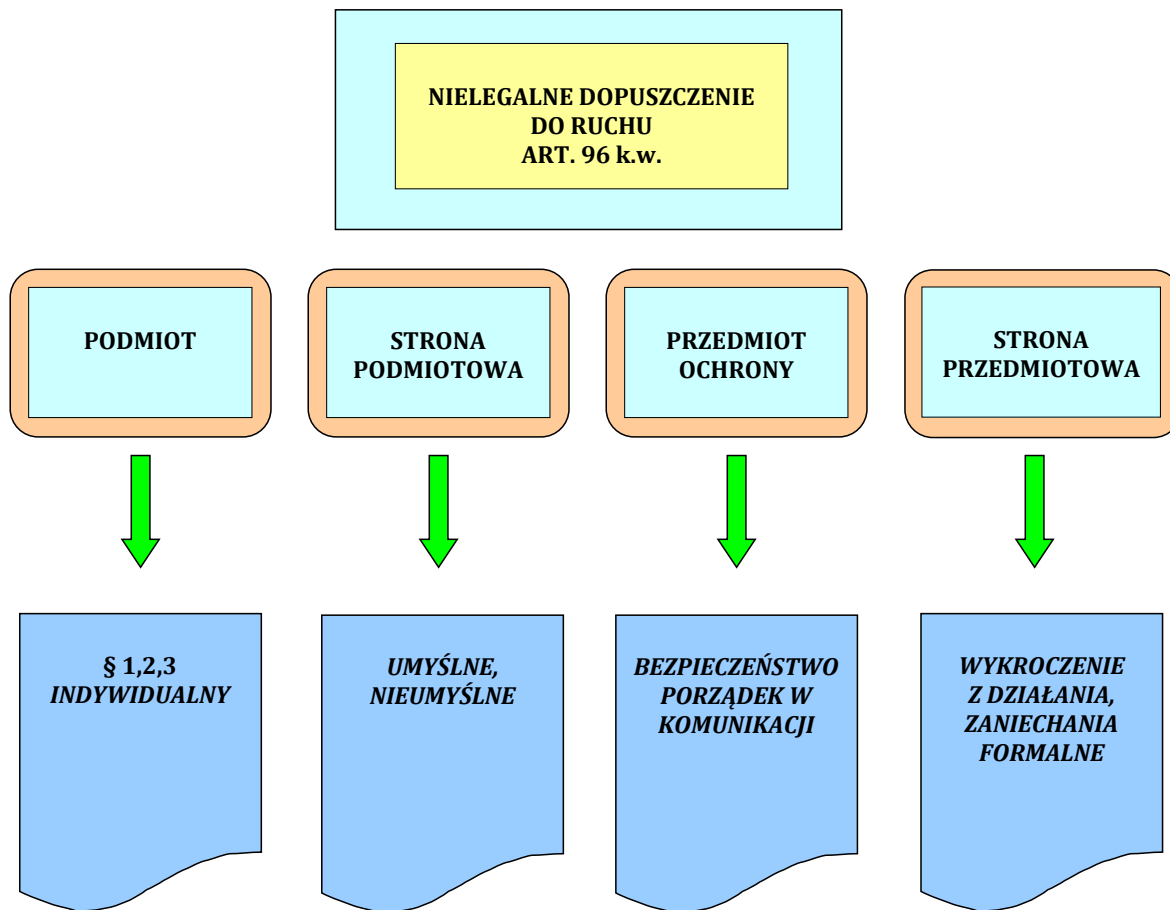 NIELEGALNE DOPUSZCZENIE
DO RUCHU
ART. 96 k.w.
PODMIOT
STRONA
PODMIOTOWA
PRZEDMIOT
OCHRONY
STRONA
PRZEDMIOTOWA
§ 1,2,3
INDYWIDUALNY
UMYŚLNE,
NIEUMYŚLNE
BEZPIECZEŃSTWO
PORZĄDEK W
KOMUNIKACJI
WYKROCZENIE
Z DZIAŁANIA,
ZANIECHANIA
FORMALNE